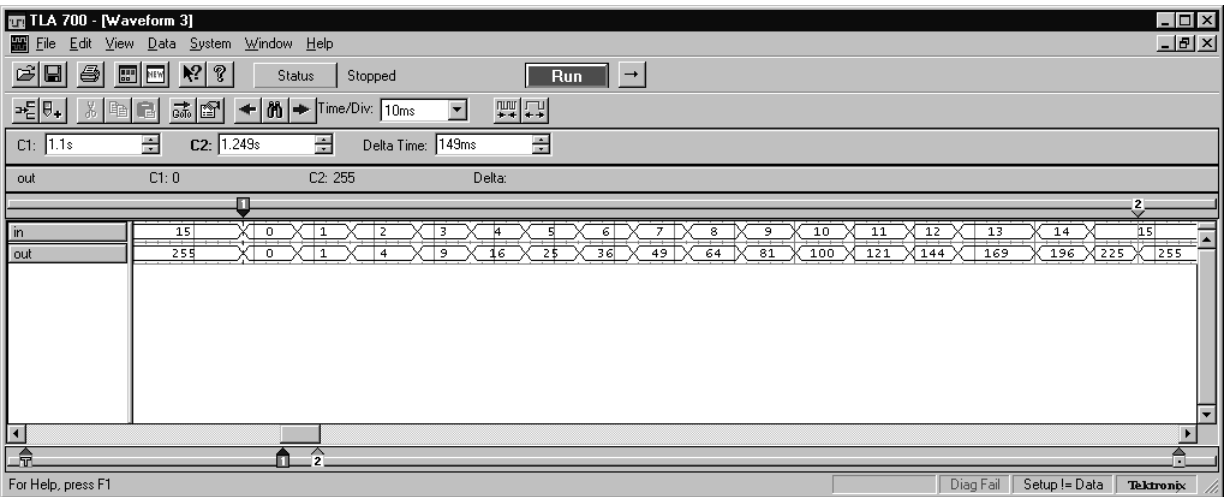 TLA 700 - [Waveform 3]
File Edit View Data System Window Help
NEW Status Stopped Run
GoTo Time/Div: 10ms
C1: 1.1s C2: 1.249s Delta Time: 149ms
out C1: 0 C2: 255 Delta:
1 2
in 15 0 1 2 3 4 5 6 7 8 9 10 11 12 13 14 15
out 255 0 1 4 9 16 25 36 49 64 81 100 121 144 169 196 225 255
T 1 2
For Help, press F1 Diag Fail Setup != Data Tektronix